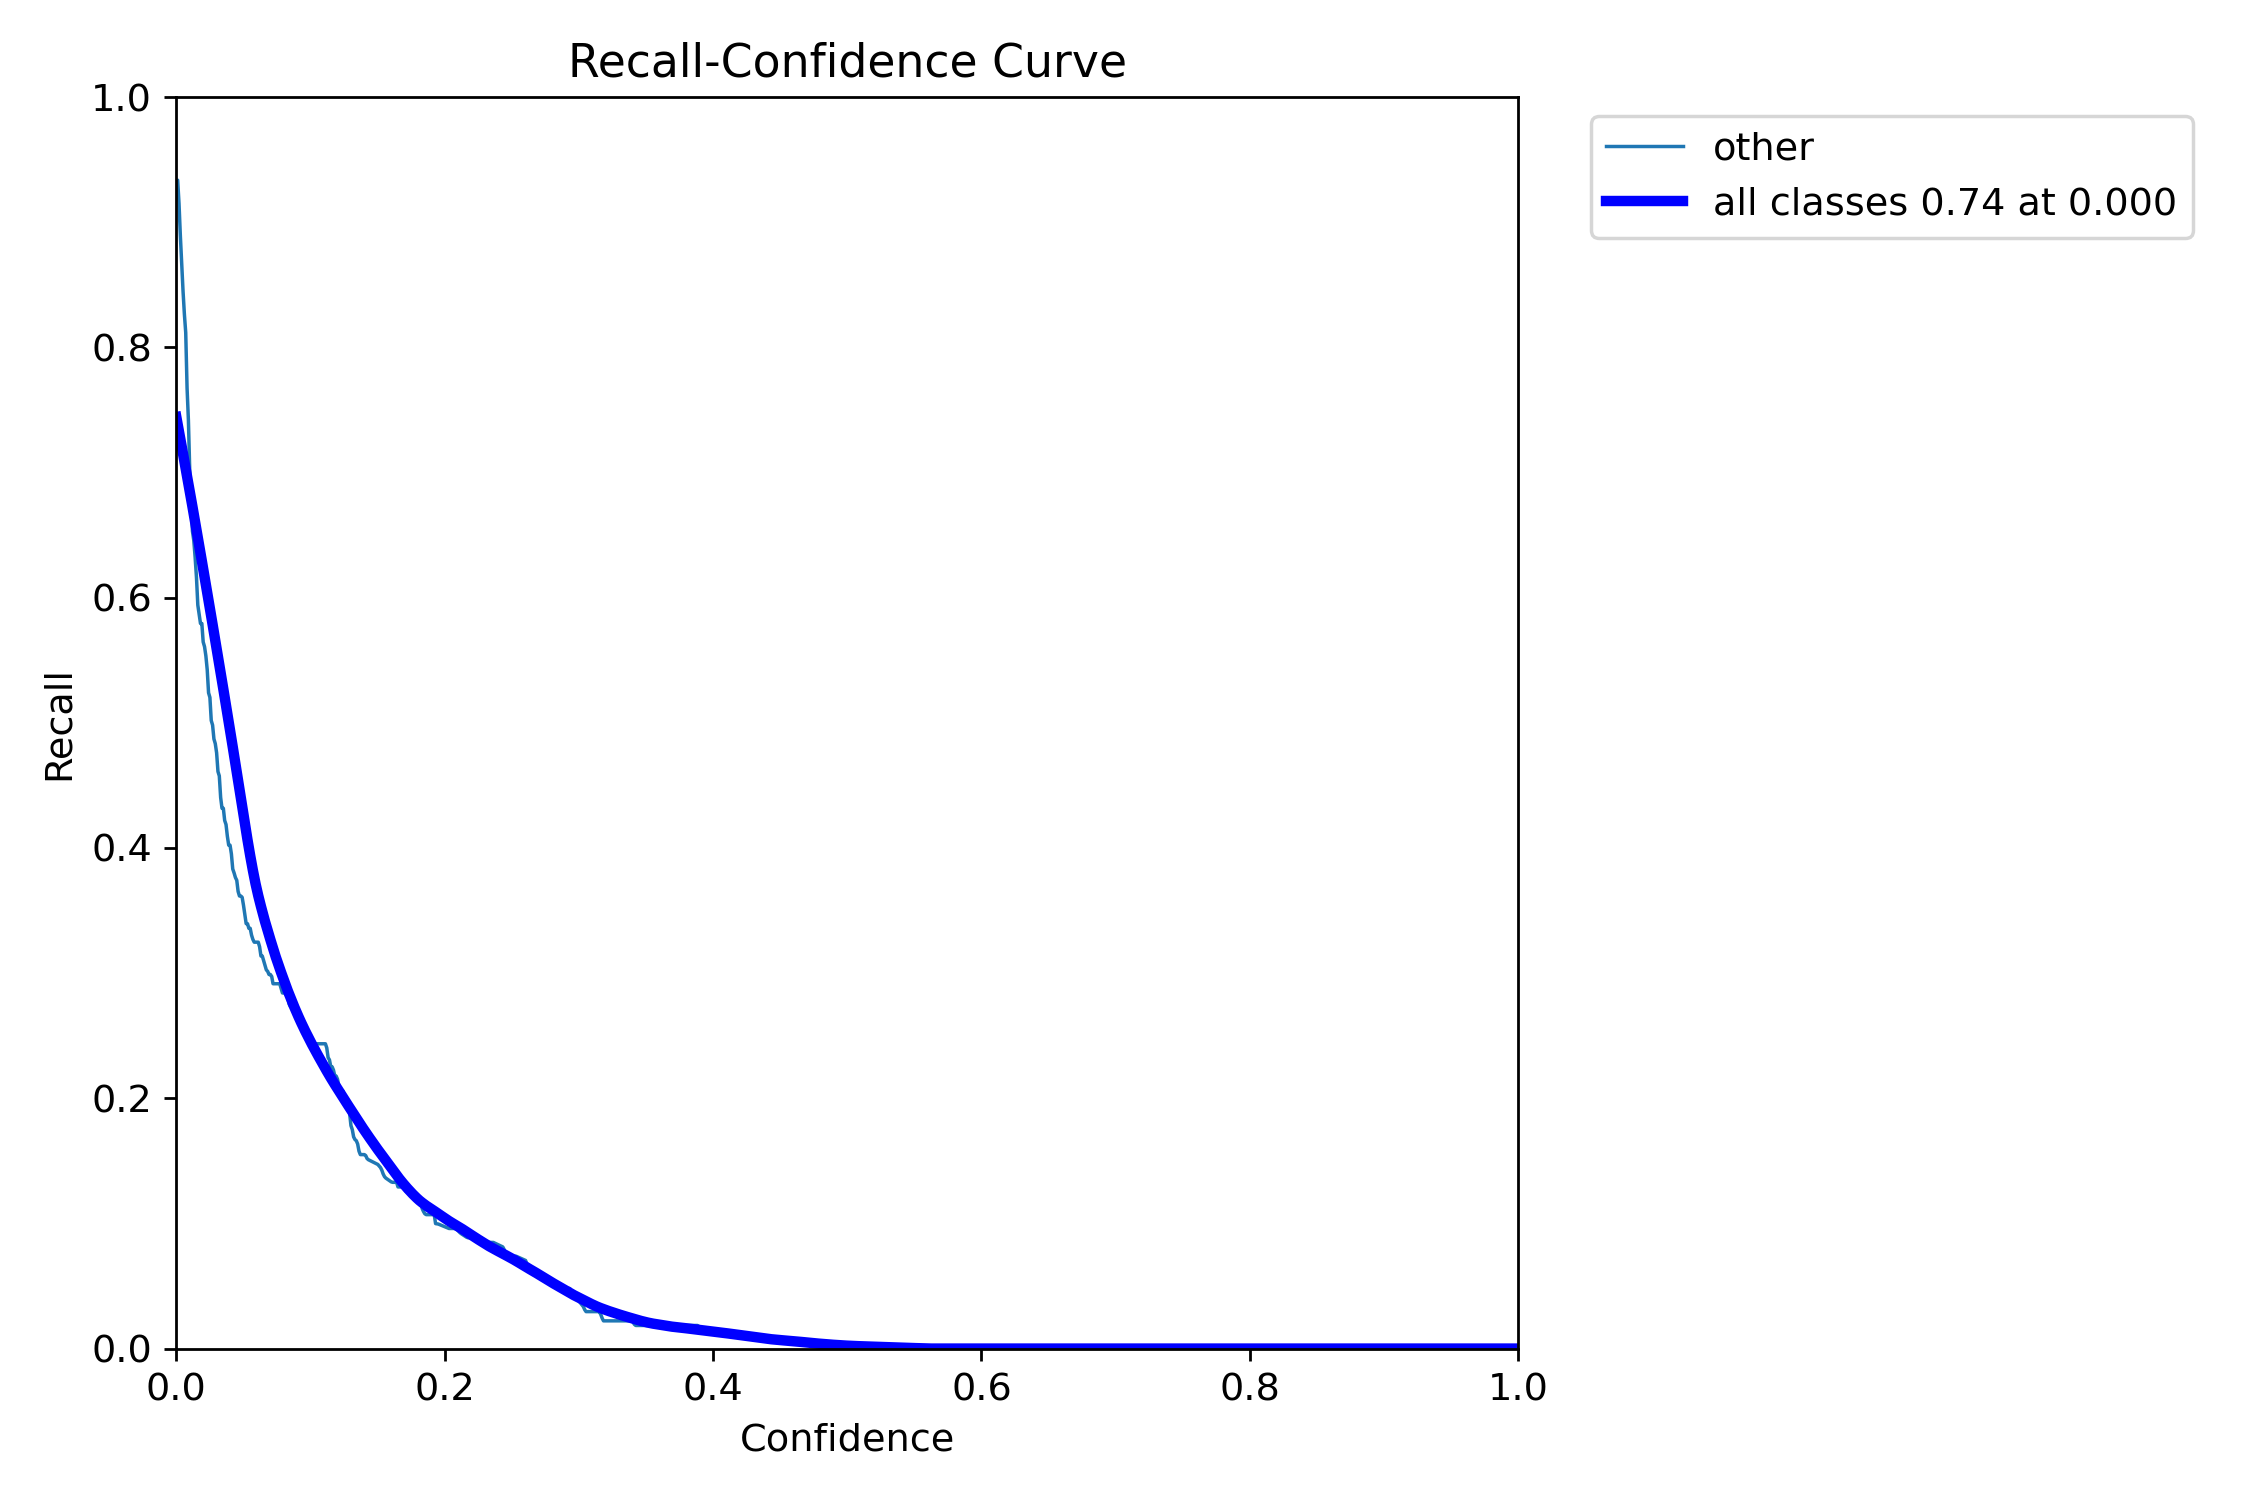 Recall-Confidence Curve
1.0
0.8
0.6
0.4
0.2
0.0
Recall
0.0 0.2 0.4 0.6 0.8 1.0
Confidence
other
all classes 0.74 at 0.000